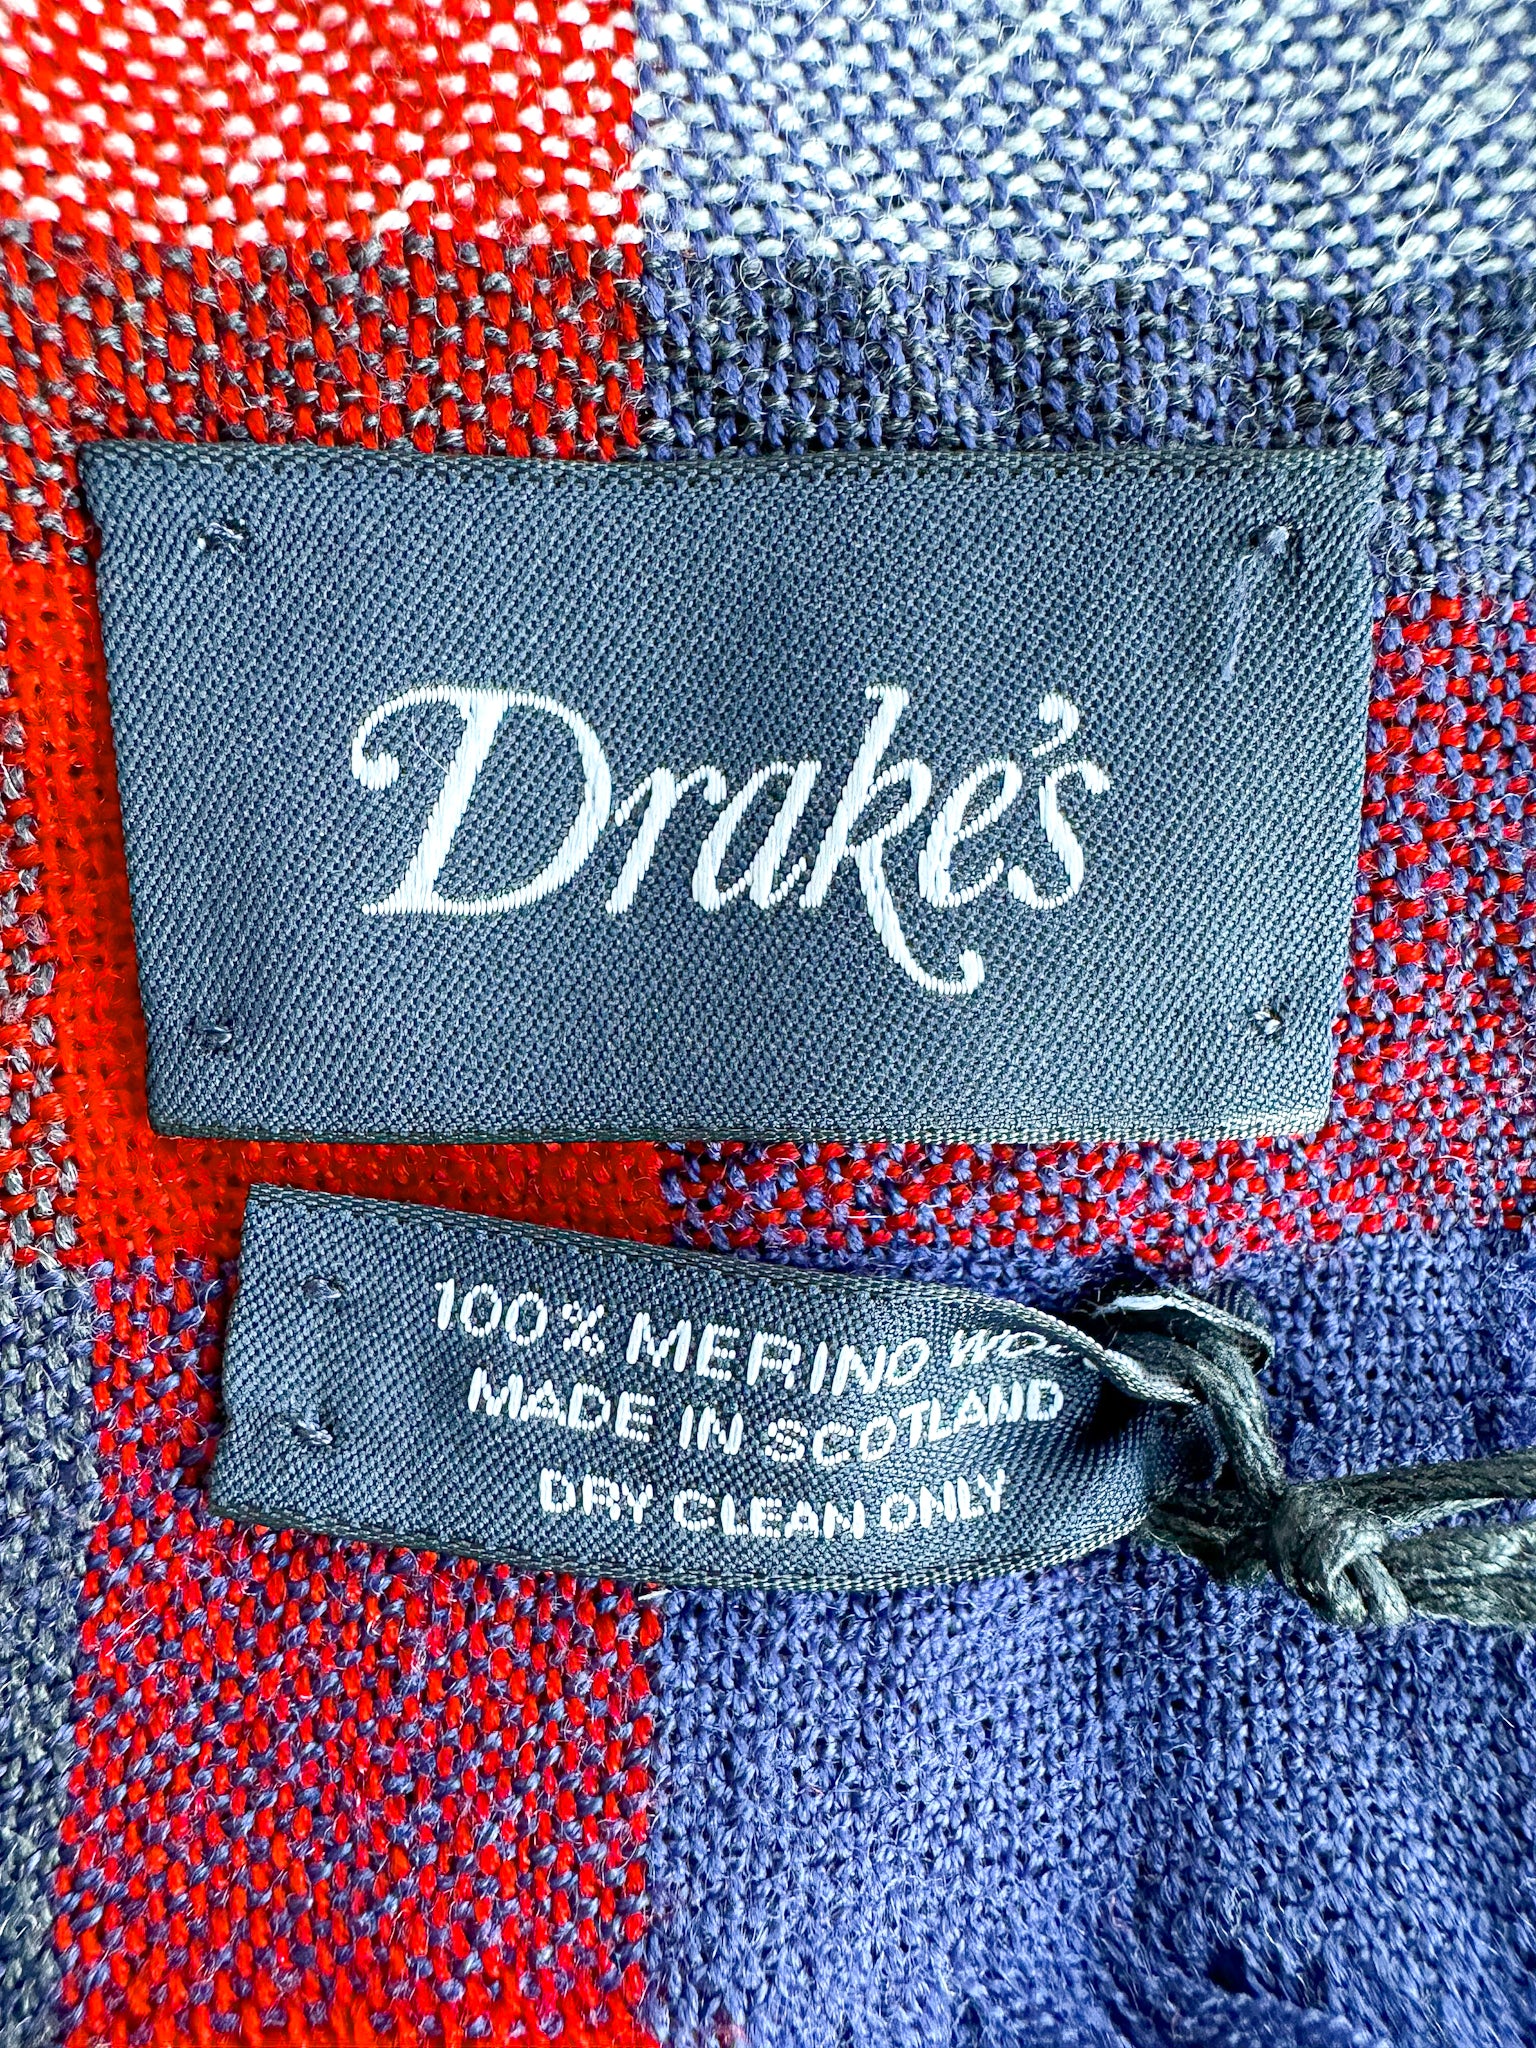 Drake's
100% MERINO
MADE IN SCOTLAND
DRY CLEAN ONLY